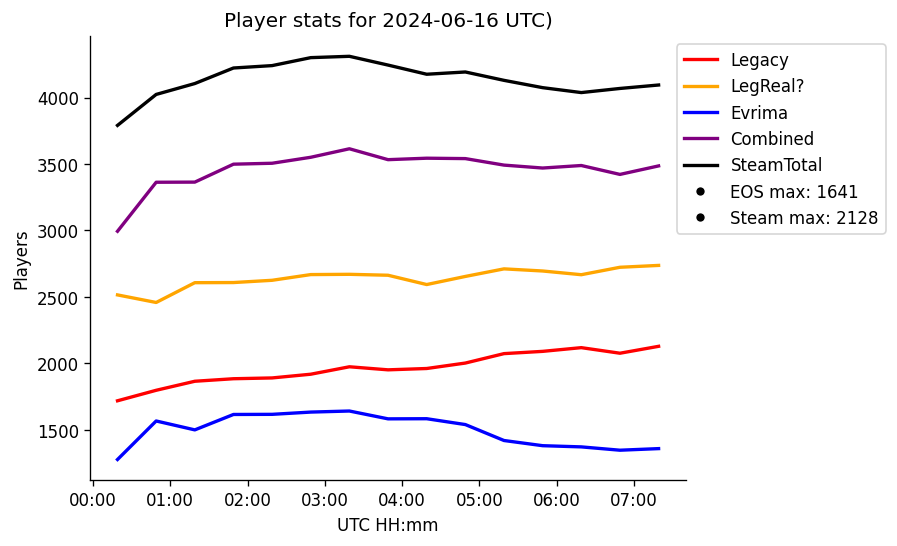 Player stats for 2024-06-16 UTC)
Legacy
LegReal?
Evrima
Combined
SteamTotal
EOS max: 1641
Steam max: 2128
Players
4000
3500
3000
2500
2000
1500
00:00 01:00 02:00 03:00 04:00 05:00 06:00 07:00
UTC HH:mm